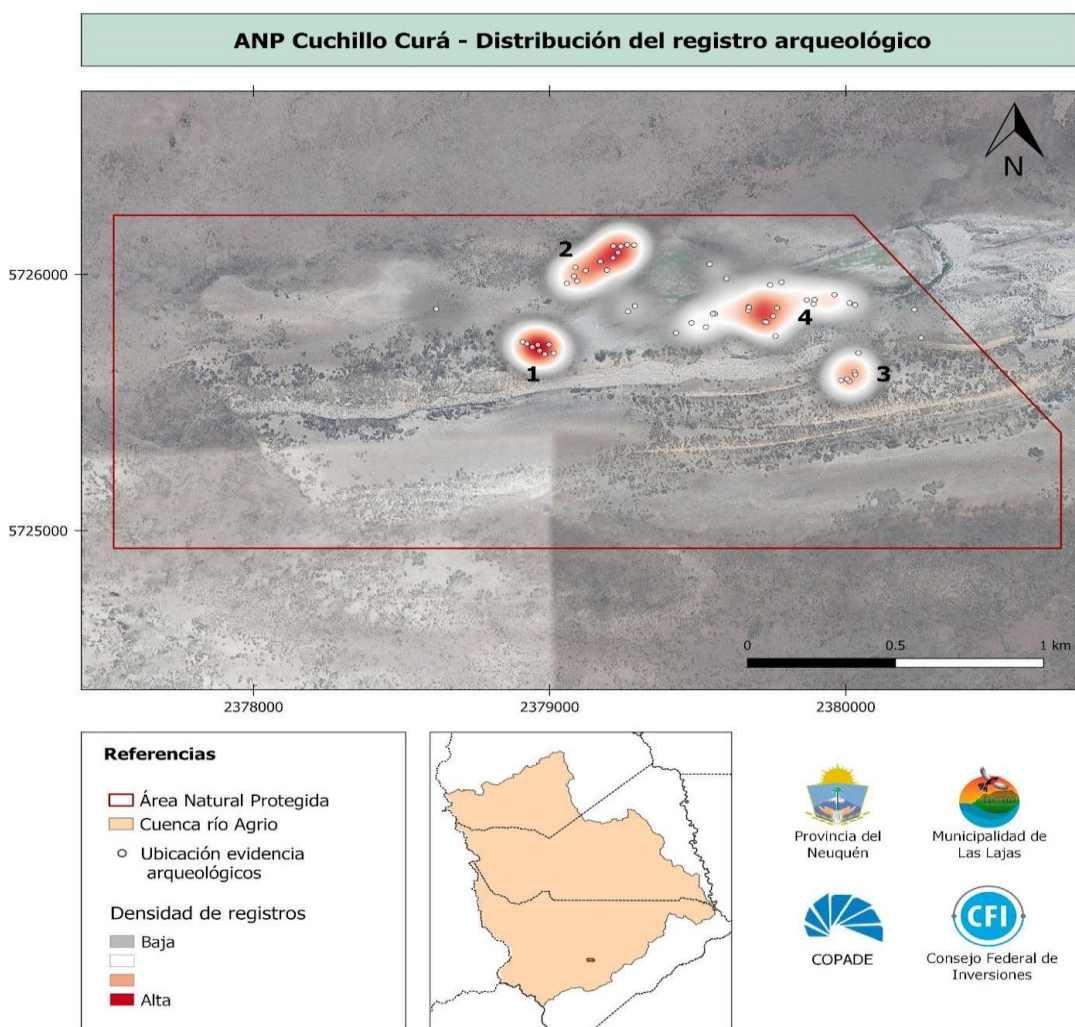 ANP Cuchillo Curá - Distribución del registro arqueológico
N
2
5726000
4
1
3
5725000
0 0.5 1 km
2378000 2379000 2380000
Referencias
Área Natural Protegida
Cuenca río Agrio
Ubicación evidencia
arqueológicos
Densidad de registros
Baja
Alta
Provincia del
Neuquén
Municipalidad de
Las Lajas
COPADE
CFI
Consejo Federal de
Inversiones